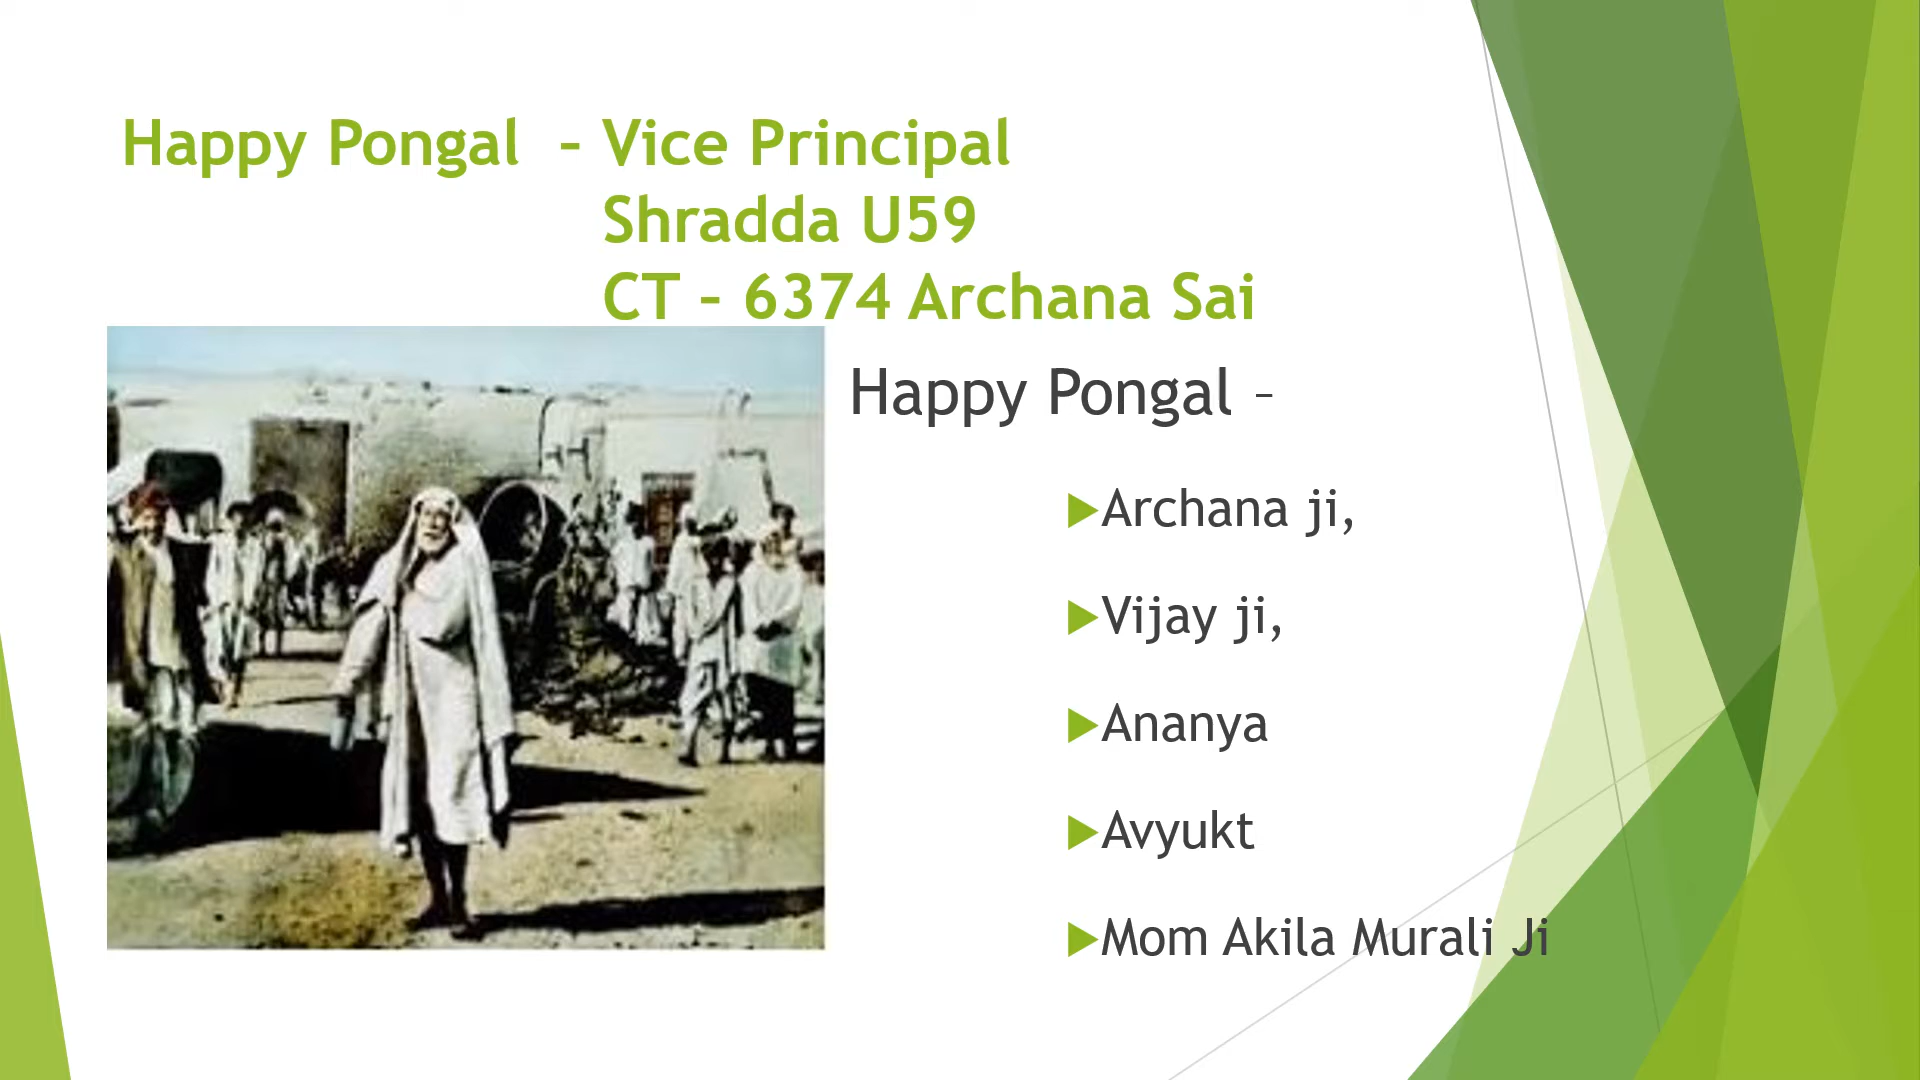 Happy Pongal – Vice Principal
Shradda U59
CT – 6374 Archana Sai
Happy Pongal –
Archana ji,
Vijay ji,
Ananya
Avyukt
Mom Akila Murali Ji